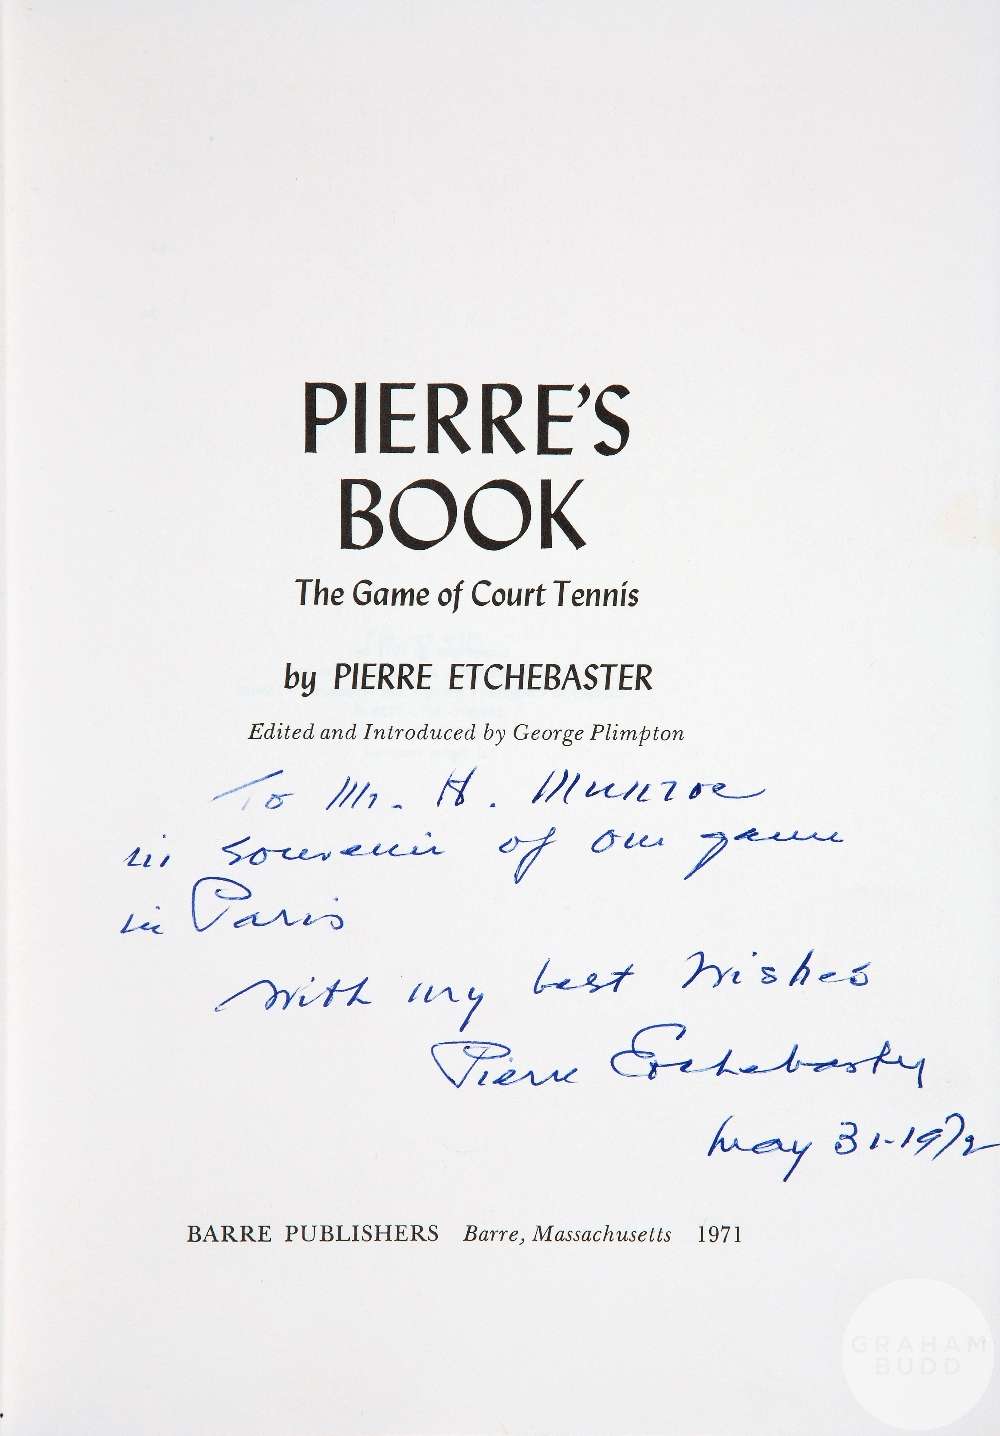 PIERRE'S
BOOK
The Game of Court Tennis
by PIERRE ETCHEBASTER
Edited and Introduced by George Plimpton
To Mr. H. Munroe
in souvenir of our game
in Paris
With my best Wishes
Pierre Etchebaster
May 31-1972
BARRE PUBLISHERS Barre, Massachusetts 1971
GRAHAM
BUDD